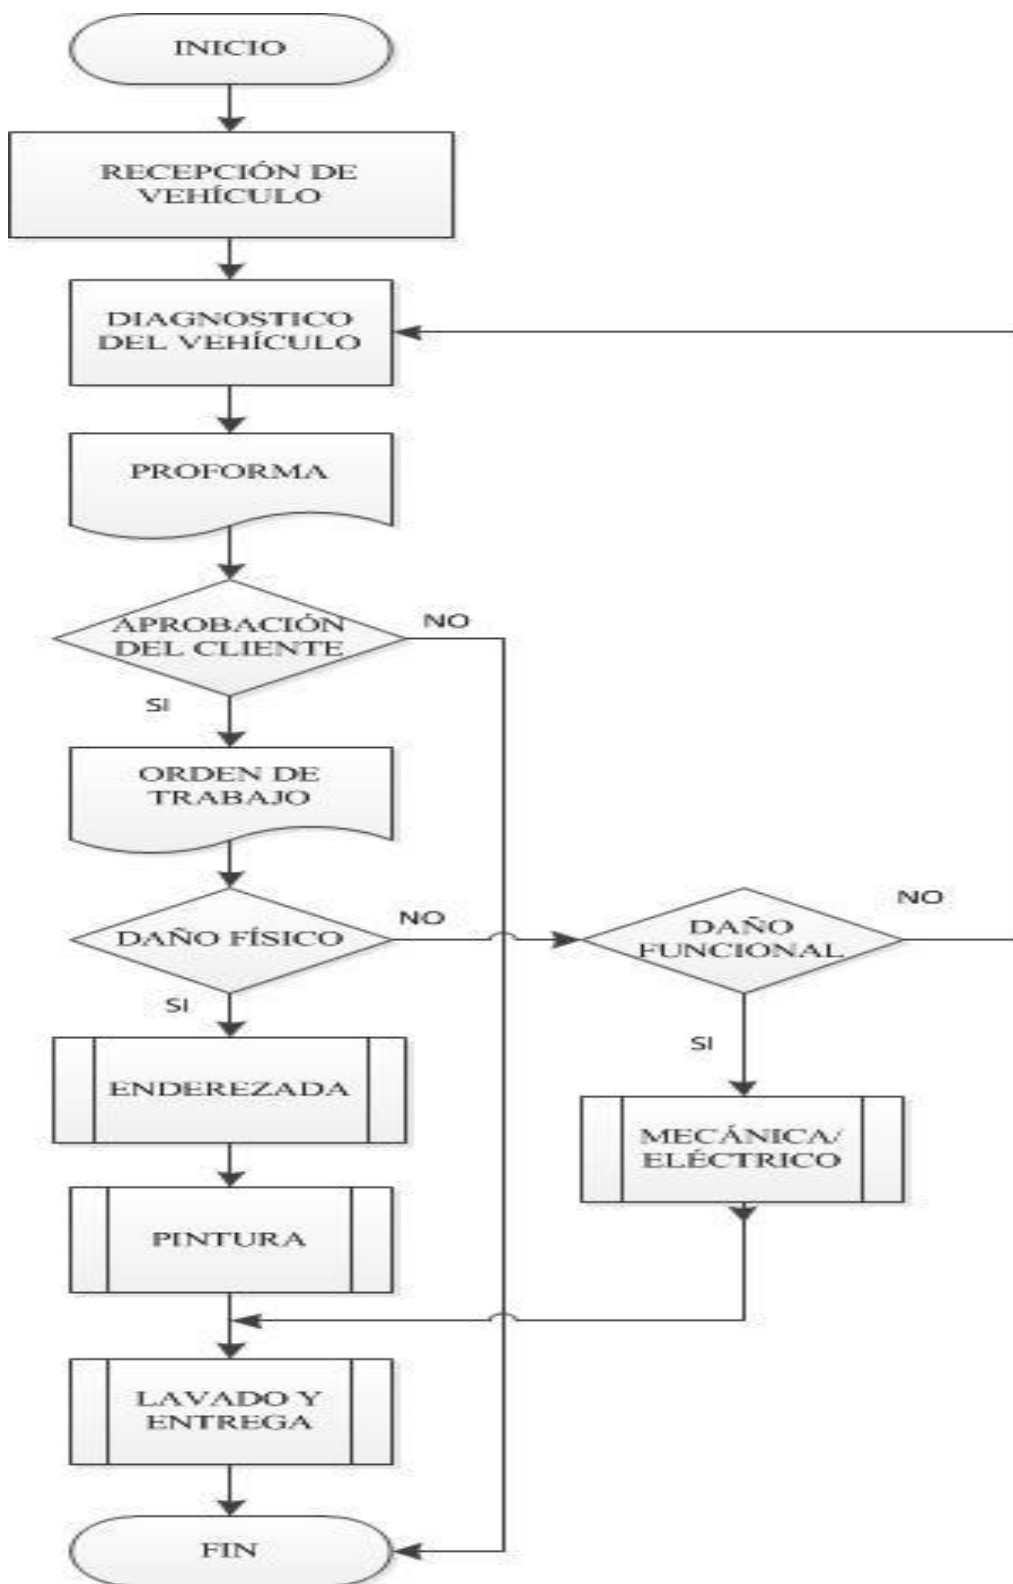 INICIO
RECEPCIÓN DE
VEHÍCULO
DIAGNOSTICO
DEL VEHÍCULO
PROFORMA
APROBACIÓN
DEL CLIENTE
NO
SI
ORDEN DE
TRABAJO
DAÑO FÍSICO
NO
SI
DAÑO
FUNCIONAL
NO
SI
ENDEREZADA
MECÁNICA/
ELÉCTRICO
PINTURA
LAVADO Y
ENTREGA
FIN